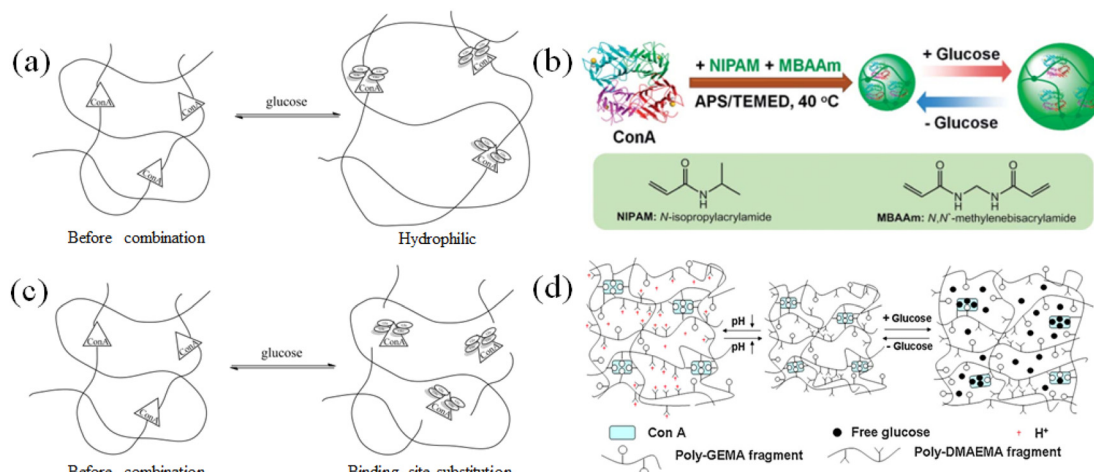 (a)
ConA
ConA
ConA
Before combination
glucose
ConA
ConA
ConA
Hydrophilic
(b)
ConA
+ NIPAM + MBAAm
APS/TEMED, 40 °C
+ Glucose
- Glucose
O
N
H
NIPAM: N-isopropylacrylamide
O
O
N
H
N
H
MBAAm: N,N'-methylenebisacrylamide
(c)
ConA
ConA
ConA
Before combination
glucose
ConA
ConA
ConA
Binding site substitution
(d)
pH ↓
pH ↑
+ Glucose
- Glucose
Con A
Free glucose
H+
Poly-GEMA fragment
Poly-DMAEMA fragment